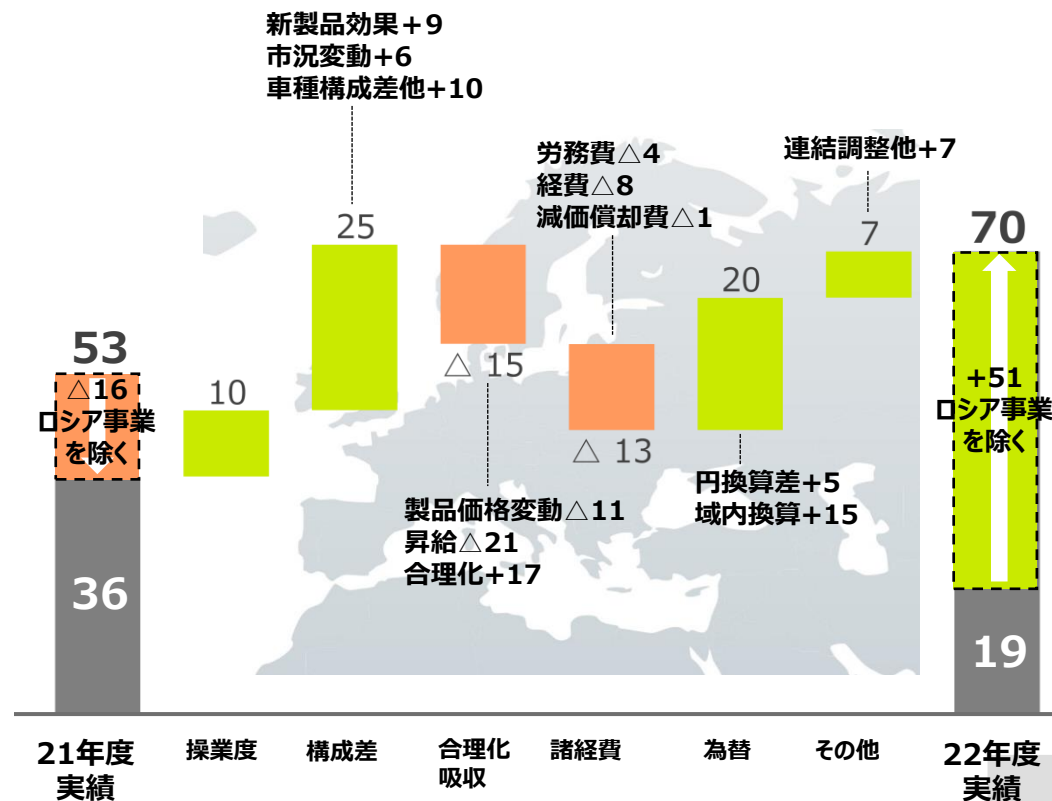 新製品効果+9
市況変動+6
車種構成差他+10
労務費△4
経費△8
減価償却費△1
連結調整他+7
25
7
70
20
53
△16
ロシア事業
を除く
10
△ 15
△ 13
+51
ロシア事業
を除く
円換算差+5
域内換算+15
製品価格変動△11
昇給△21
合理化+17
36
19
21年度
実績
操業度
構成差
合理化
吸収
諸経費
為替
その他
22年度
実績